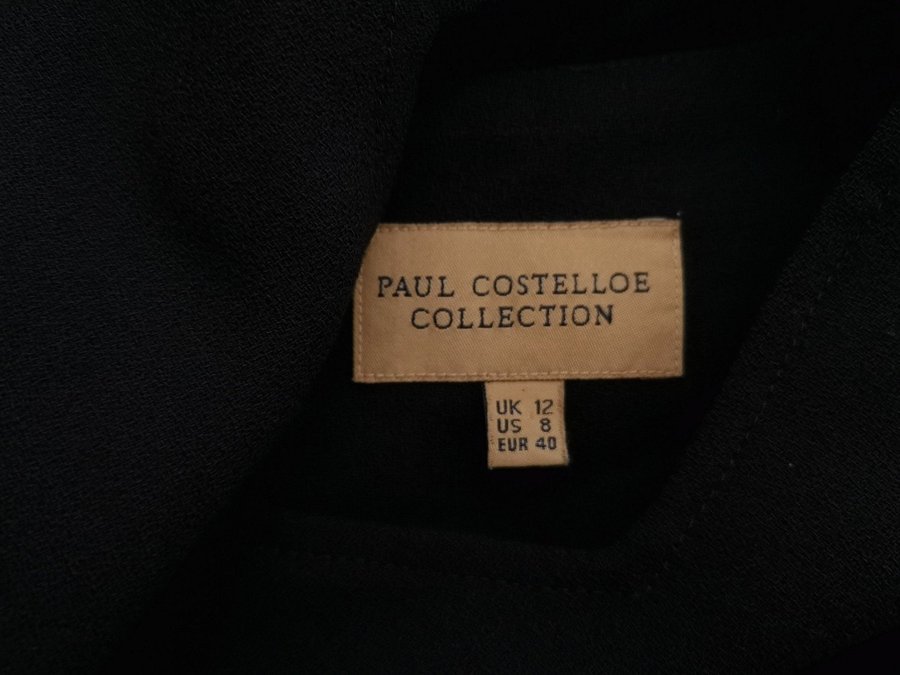 PAUL COSTELLOE
COLLECTION
UK 12
US 8
EUR 40